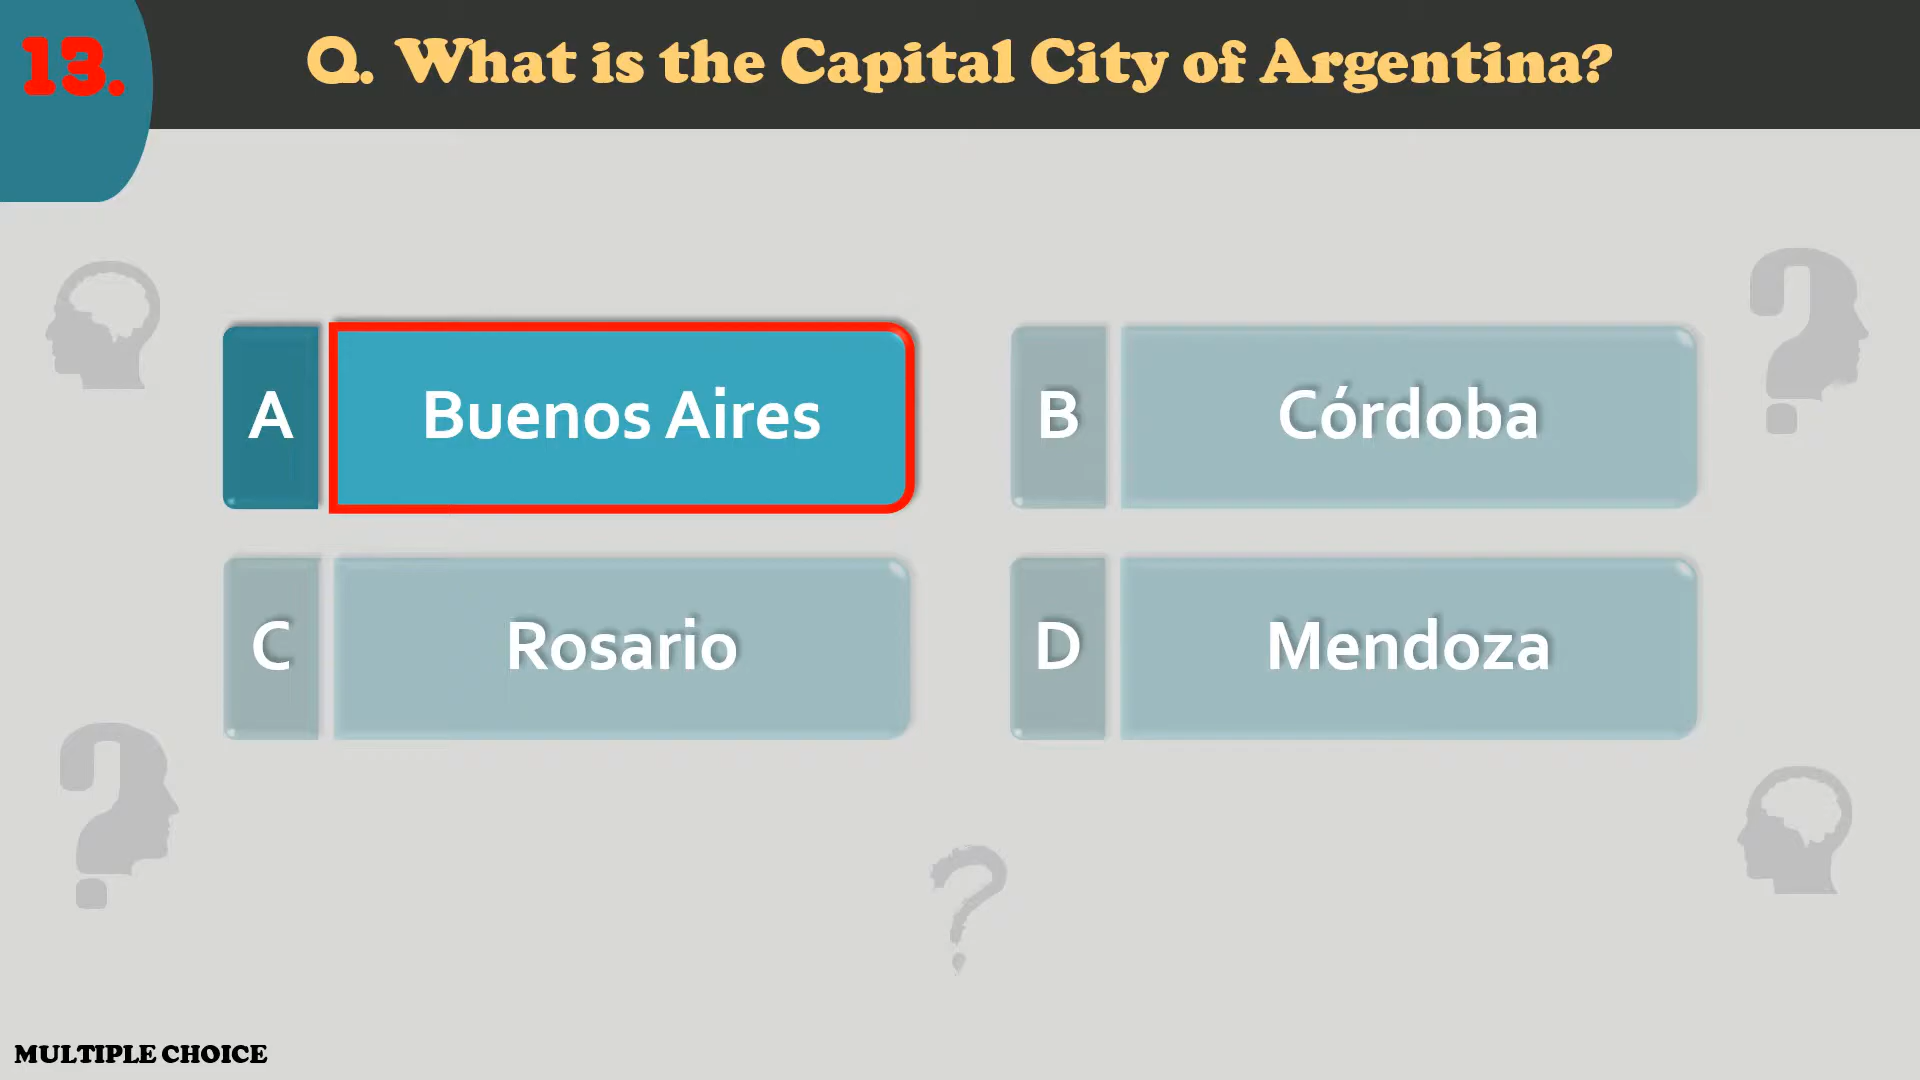 13.
Q. What is the Capital City of Argentina?
A Buenos Aires
B Córdoba
C Rosario
D Mendoza
MULTIPLE CHOICE